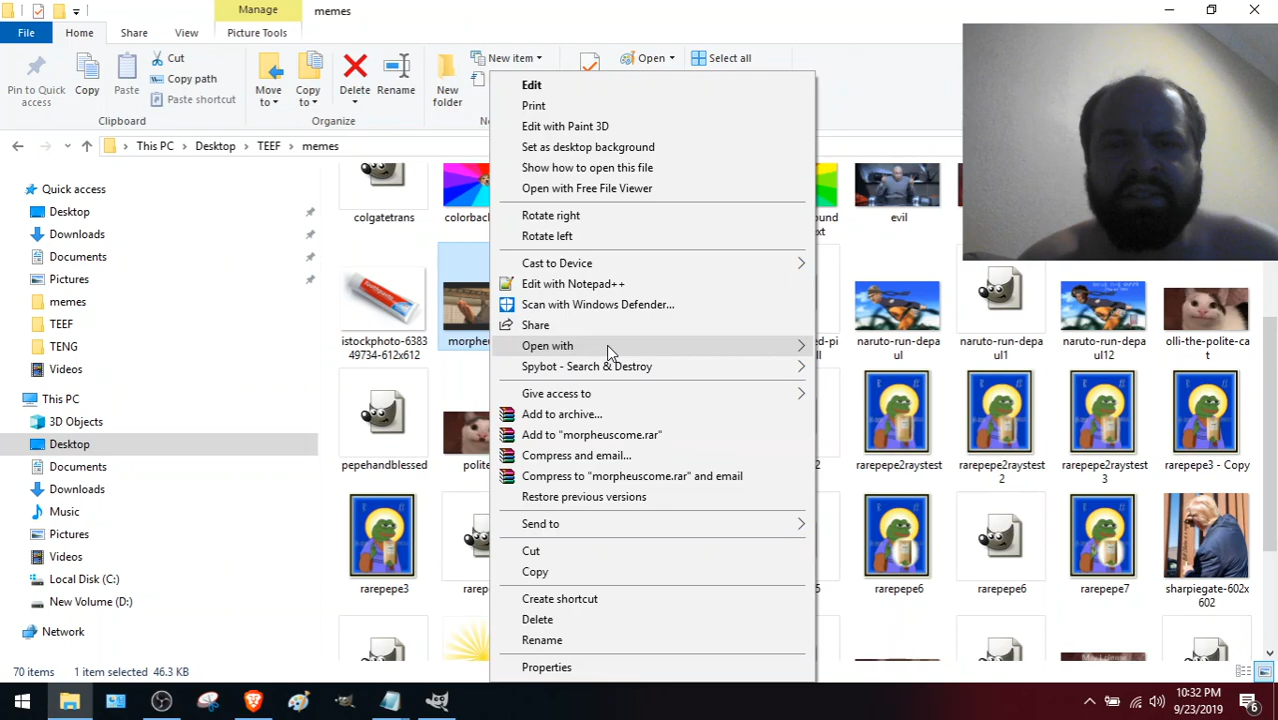 Manage
memes
File
Home
Share
View
Picture Tools
Pin to Quick access
Copy
Paste
Cut
Copy path
Paste shortcut
Clipboard
Move to
Copy to
Delete
Rename
Organize
New folder
New item
Open
Select all
This PC
Desktop
TEEF
memes
Quick access
Desktop
Downloads
Documents
Pictures
memes
TEEF
TENG
Videos
This PC
3D Objects
Desktop
Documents
Downloads
Music
Pictures
Videos
Local Disk (C:)
New Volume (D:)
Network
Edit
Print
Edit with Paint 3D
Set as desktop background
Show how to open this file
Open with Free File Viewer
Rotate right
Rotate left
Cast to Device
Edit with Notepad++
Scan with Windows Defender...
Share
Open with
Spybot - Search & Destroy
Give access to
Add to archive...
Add to "morpheuscome.rar"
Compress and email...
Compress to "morpheuscome.rar" and email
Restore previous versions
Send to
Cut
Copy
Create shortcut
Delete
Rename
Properties
colgatetrans
colorback
evil
istockphoto-6383
49734-612x612
morpheu
naruto-run-depa
ul
naruto-run-depa
ul1
naruto-run-depa
ul12
olli-the-polite-ca
t
pepehandblessed
polite
rarepepe2raystest
rarepepe2raystest
2
rarepepe2raystest
3
rarepepe3 - Copy
rarepepe3
rarepepe6
rarepepe6
rarepepe7
sharpiegate-602x
602
70 items
1 item selected
46.3 KB
10:32 PM
9/23/2019
6